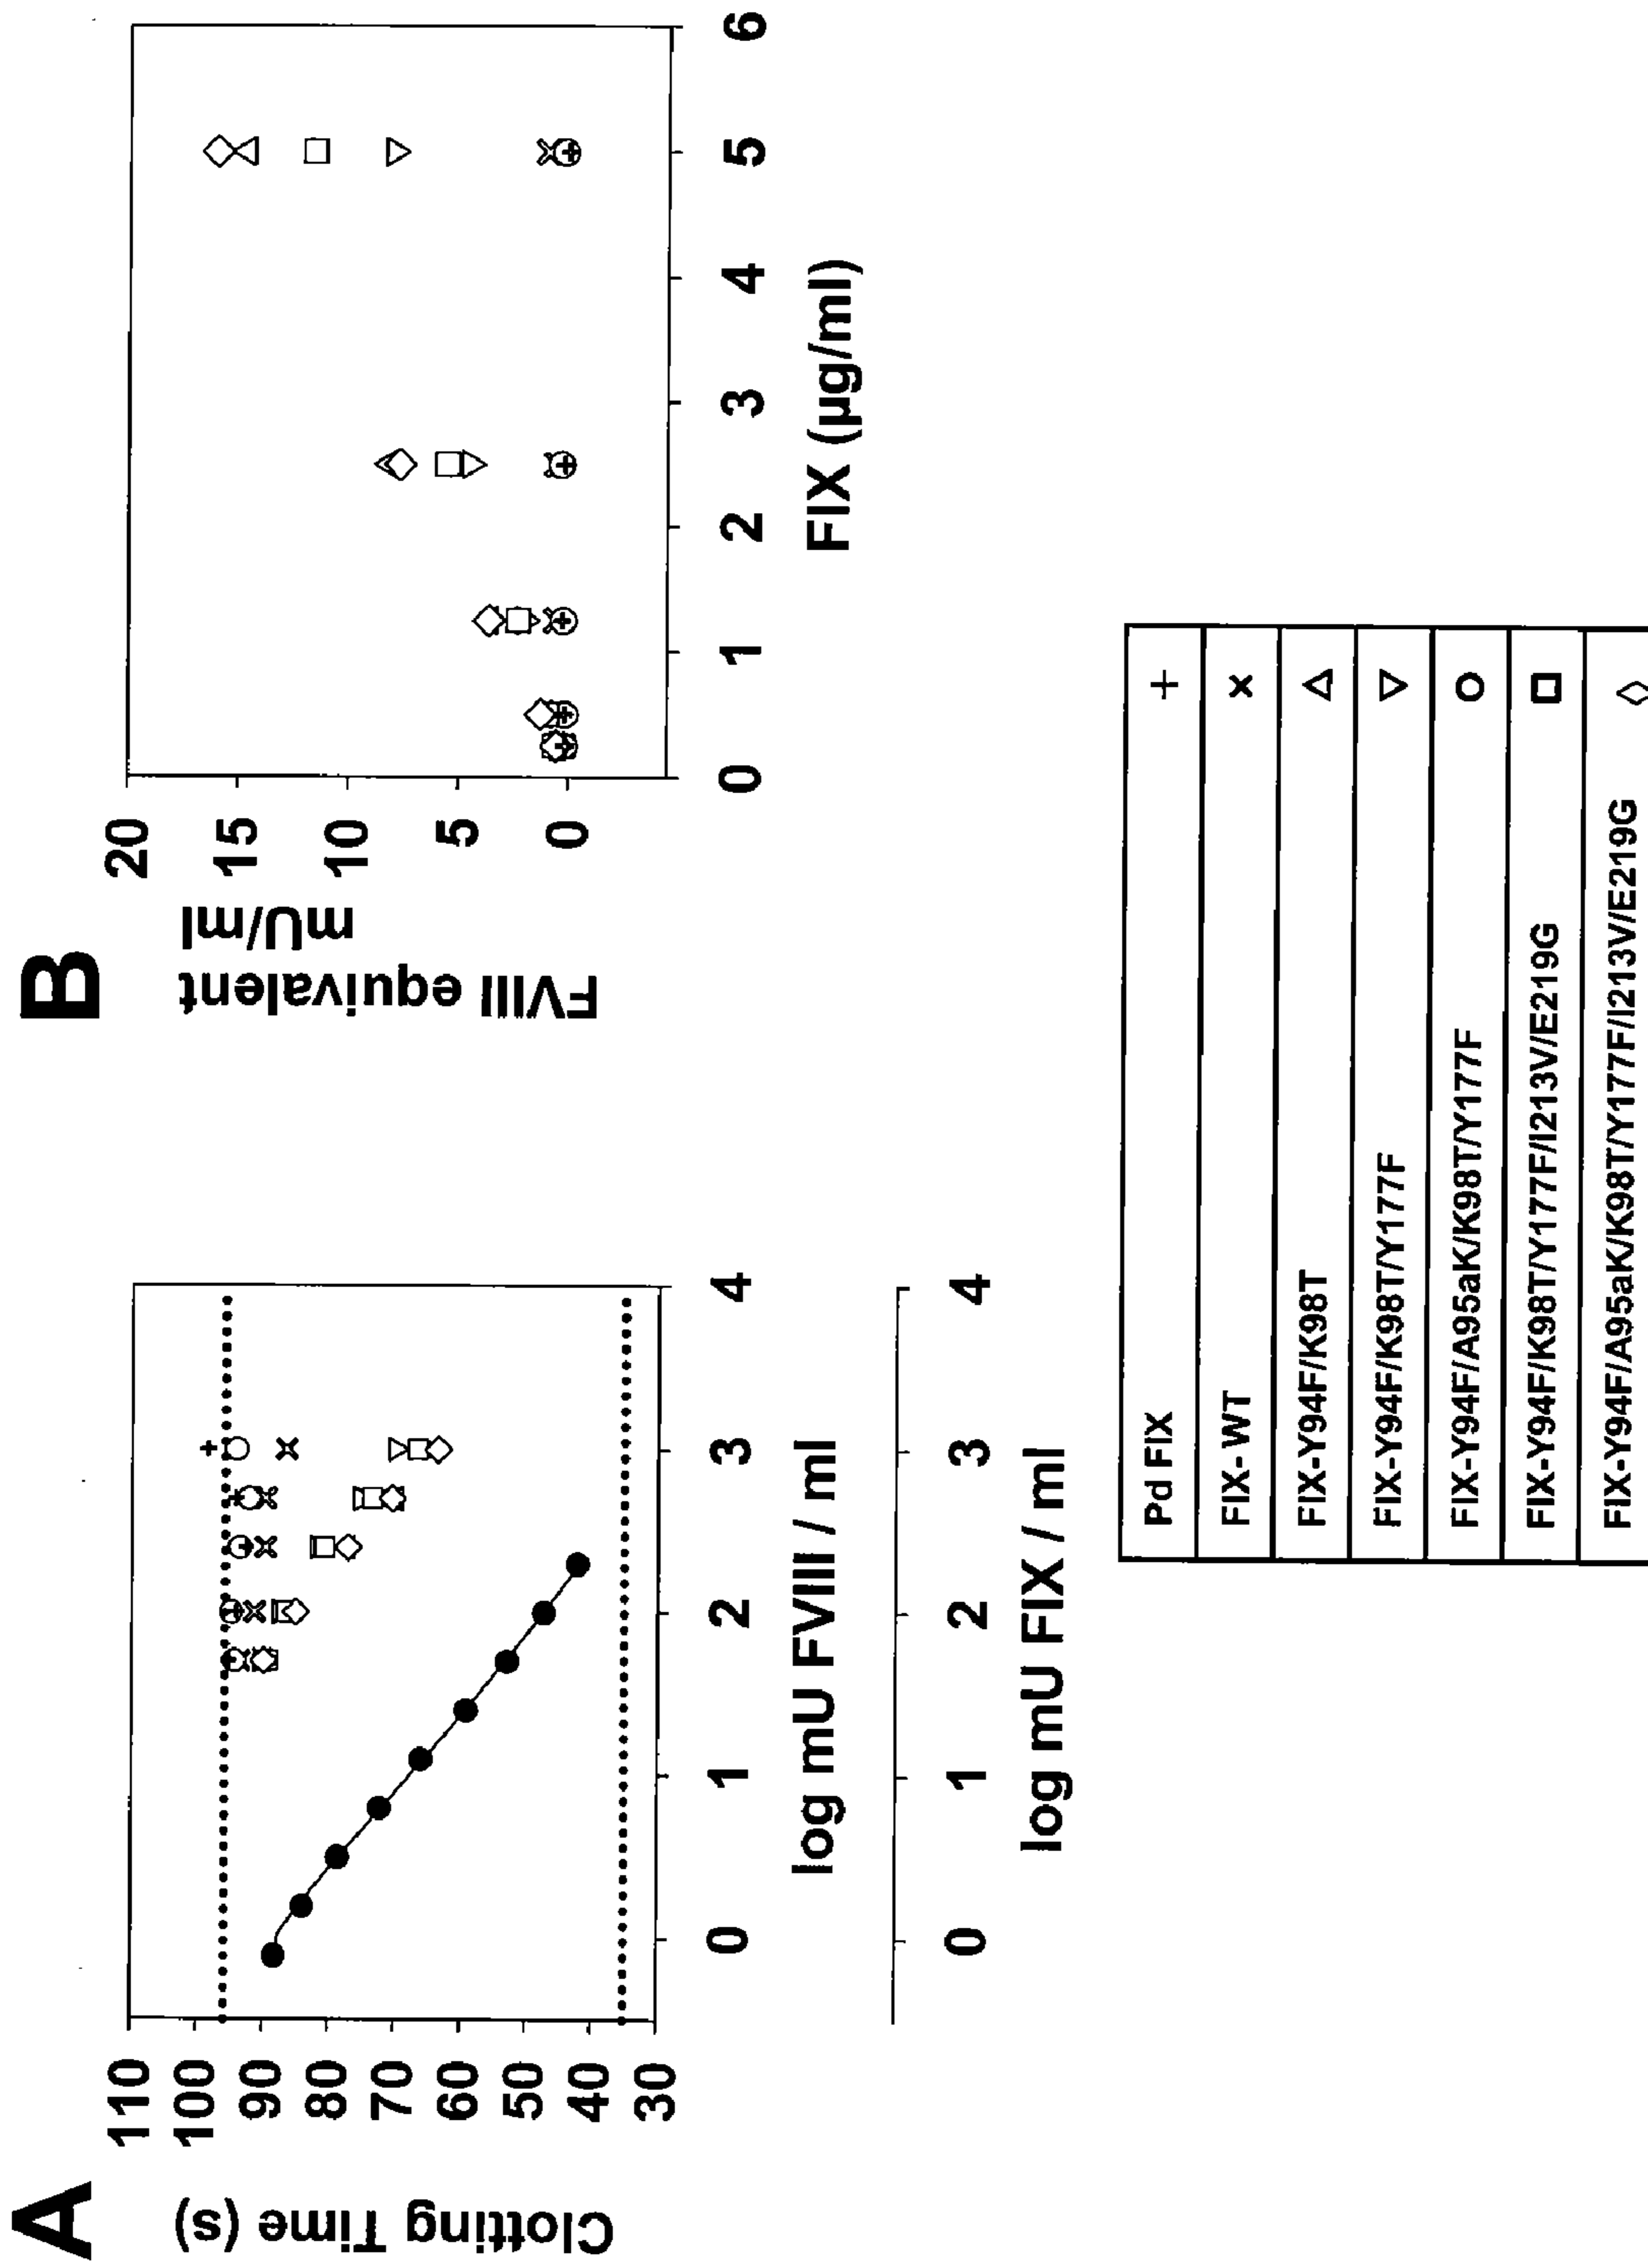 A
Clotting Time (s)
110
100
90
80
70
60
50
40
30
0 1 2 3 4
log mU FVIII / ml
0 1 2 3 4
log mU FIX / ml
B
FVIII equivalent
mU/ml
20
15
10
5
0
0 1 2 3 4 5 6
FIX (µg/ml)
Pd FIX
FIX- WT
FIX-Y94F/K98T
FIX-Y94F/K98T/Y177F
FIX-Y94F/A95aK/K98T/Y177F
FIX-Y94F/K98T/Y177F/I213V/E219G
FIX-Y94F/A95aK/K98T/Y177F/I213V/E219G